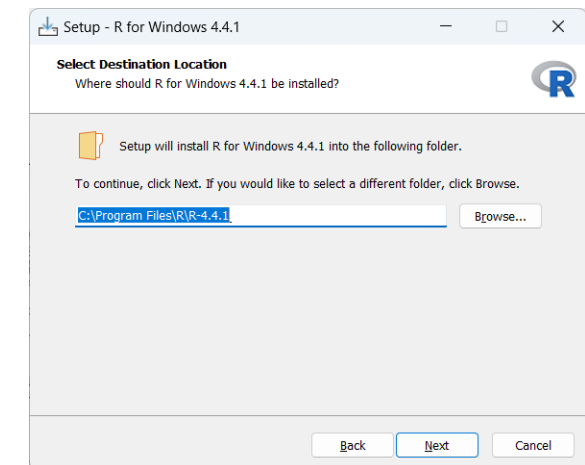 Setup - R for Windows 4.4.1
Select Destination Location
Where should R for Windows 4.4.1 be installed?
R
Setup will install R for Windows 4.4.1 into the following folder.
To continue, click Next. If you would like to select a different folder, click Browse.
C:\Program Files\R\R-4.4.1
Browse...
Back
Next
Cancel